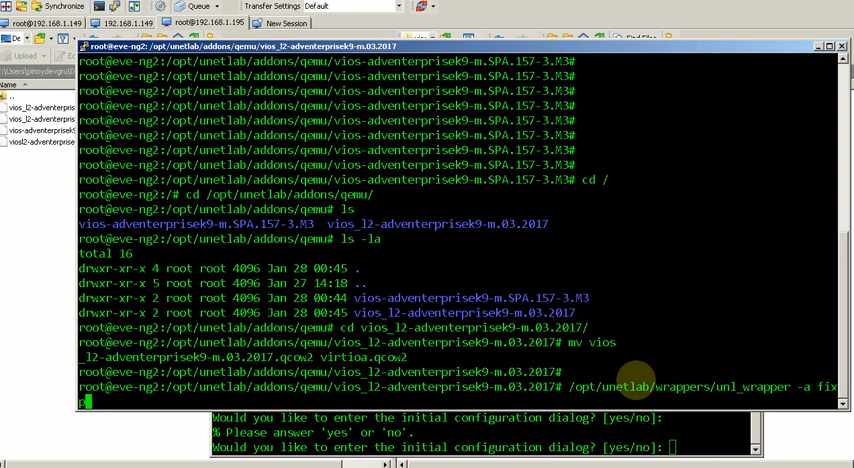 Synchronize
Queue
Transfer Settings
Default
root@192.168.1.149
192.168.1.149
root@192.168.1.195
New Session
Upload
Find Files
root@eve-ng2: /opt/unetlab/addons/qemu/vios_l2-adventerprisek9-m.03.2017
Name
..
vios_l2-adventerpris
vios_l2-adventerpris
vios-adventerprisek9
viosl2-adventerprise
root@eve-ng2:/opt/unetlab/addons/qemu/vios-adventerprisek9-m.SPA.157-3.M3#
root@eve-ng2:/opt/unetlab/addons/qemu/vios-adventerprisek9-m.SPA.157-3.M3#
root@eve-ng2:/opt/unetlab/addons/qemu/vios-adventerprisek9-m.SPA.157-3.M3#
root@eve-ng2:/opt/unetlab/addons/qemu/vios-adventerprisek9-m.SPA.157-3.M3#
root@eve-ng2:/opt/unetlab/addons/qemu/vios-adventerprisek9-m.SPA.157-3.M3#
root@eve-ng2:/opt/unetlab/addons/qemu/vios-adventerprisek9-m.SPA.157-3.M3#
root@eve-ng2:/opt/unetlab/addons/qemu/vios-adventerprisek9-m.SPA.157-3.M3#
root@eve-ng2:/opt/unetlab/addons/qemu/vios-adventerprisek9-m.SPA.157-3.M3#
root@eve-ng2:/opt/unetlab/addons/qemu/vios-adventerprisek9-m.SPA.157-3.M3# cd /
root@eve-ng2:/# cd /opt/unetlab/addons/qemu/
root@eve-ng2:/opt/unetlab/addons/qemu# ls
vios-adventerprisek9-m.SPA.157-3.M3 vios_l2-adventerprisek9-m.03.2017
root@eve-ng2:/opt/unetlab/addons/qemu# ls -la
total 16
drwxr-xr-x 4 root root 4096 Jan 28 00:45 .
drwxr-xr-x 5 root root 4096 Jan 27 14:18 ..
drwxr-xr-x 2 root root 4096 Jan 28 00:44 vios-adventerprisek9-m.SPA.157-3.M3
drwxr-xr-x 2 root root 4096 Jan 28 00:45 vios_l2-adventerprisek9-m.03.2017
root@eve-ng2:/opt/unetlab/addons/qemu# cd vios_l2-adventerprisek9-m.03.2017/
root@eve-ng2:/opt/unetlab/addons/qemu/vios_l2-adventerprisek9-m.03.2017# mv vios
_l2-adventerprisek9-m.03.2017.qcow2 virtioa.qcow2
root@eve-ng2:/opt/unetlab/addons/qemu/vios_l2-adventerprisek9-m.03.2017#
root@eve-ng2:/opt/unetlab/addons/qemu/vios_l2-adventerprisek9-m.03.2017# /opt/unetlab/wrappers/unl_wrapper -a fix
p
Would you like to enter the initial configuration dialog? [yes/no]:
% Please answer 'yes' or 'no'.
Would you like to enter the initial configuration dialog? [yes/no]: